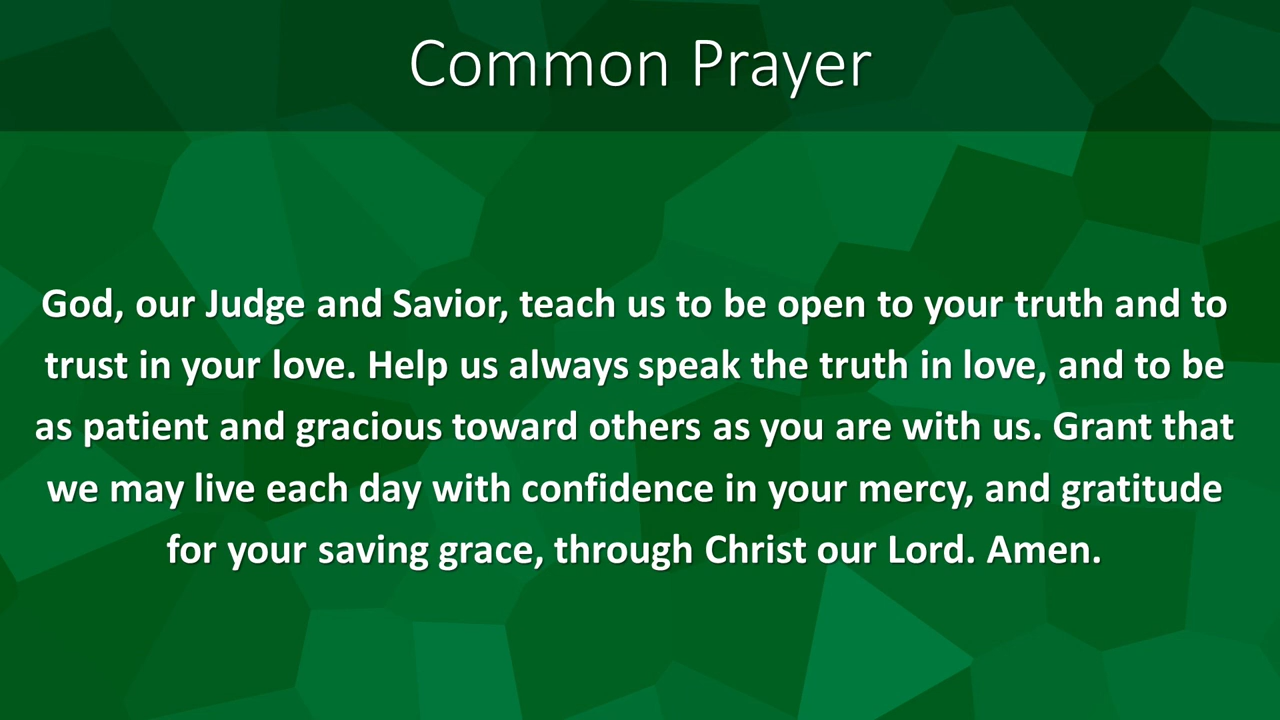 Common Prayer
God, our Judge and Savior, teach us to be open to your truth and to
trust in your love. Help us always speak the truth in love, and to be
as patient and gracious toward others as you are with us. Grant that
we may live each day with confidence in your mercy, and gratitude
for your saving grace, through Christ our Lord. Amen.